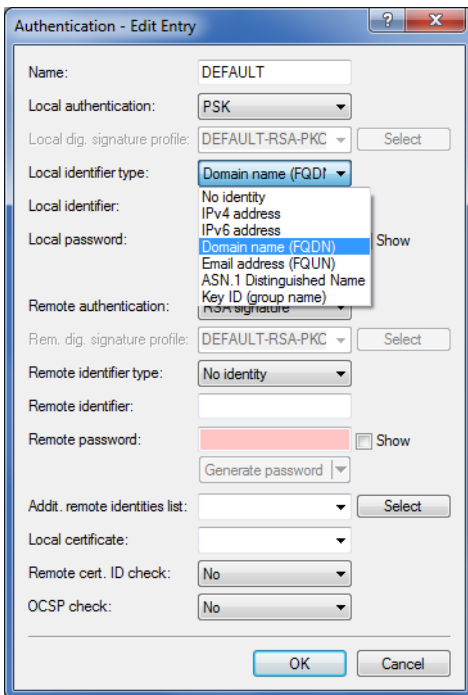 Authentication - Edit Entry
Name: DEFAULT
Local authentication: PSK
Local dig. signature profile: DEFAULT-RSA-PKC Select
Local identifier type: Domain name (FQDN
Local identifier:
No identity
IPv4 address
IPv6 address
Local password: Show
Domain name (FQDN)
Email address (FQUN)
ASN.1 Distinguished Name
Key ID (group name)
Remote authentication: RSA signature
Rem. dig. signature profile: DEFAULT-RSA-PKC Select
Remote identifier type: No identity
Remote identifier:
Remote password: Show
Generate password
Addit. remote identities list: Select
Local certificate:
Remote cert. ID check: No
OCSP check: No
OK Cancel